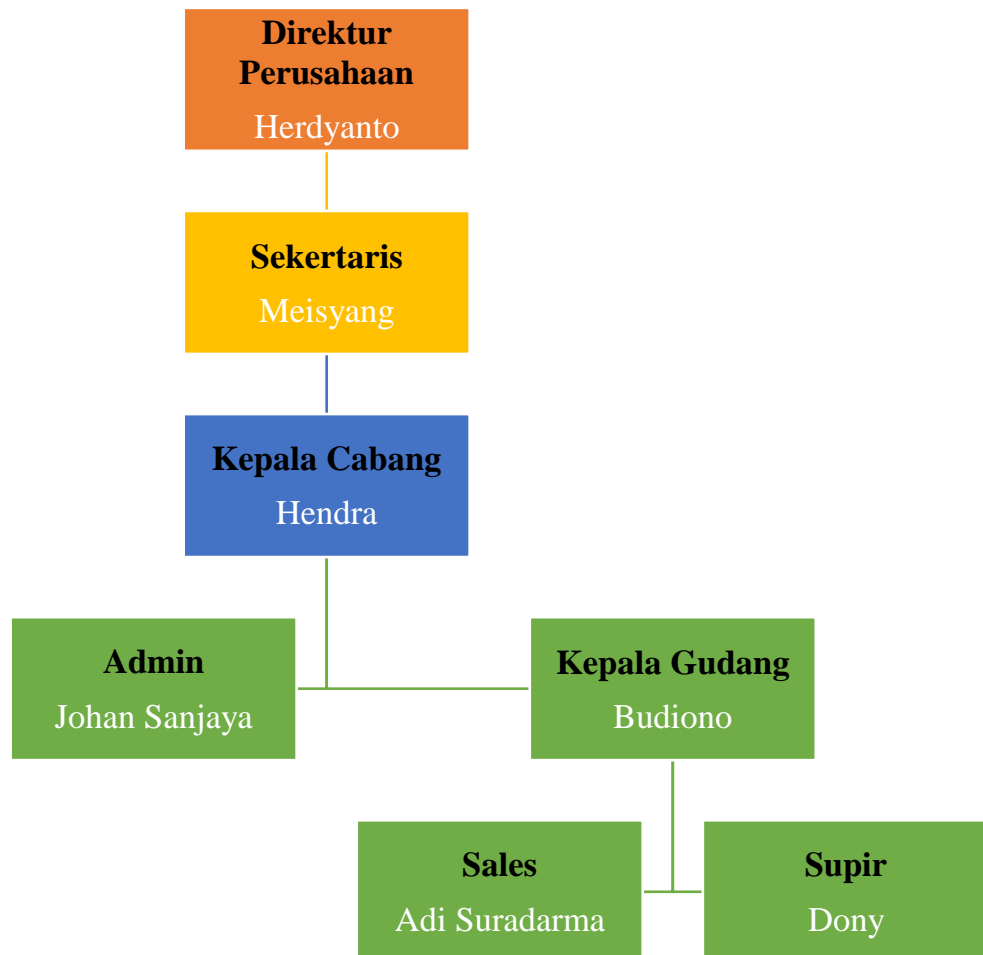 Direktur
Perusahaan
Herdyanto
Sekertaris
Meisyang
Kepala Cabang
Hendra
Admin
Johan Sanjaya
Kepala Gudang
Budiono
Sales
Adi Suradarma
Supir
Dony